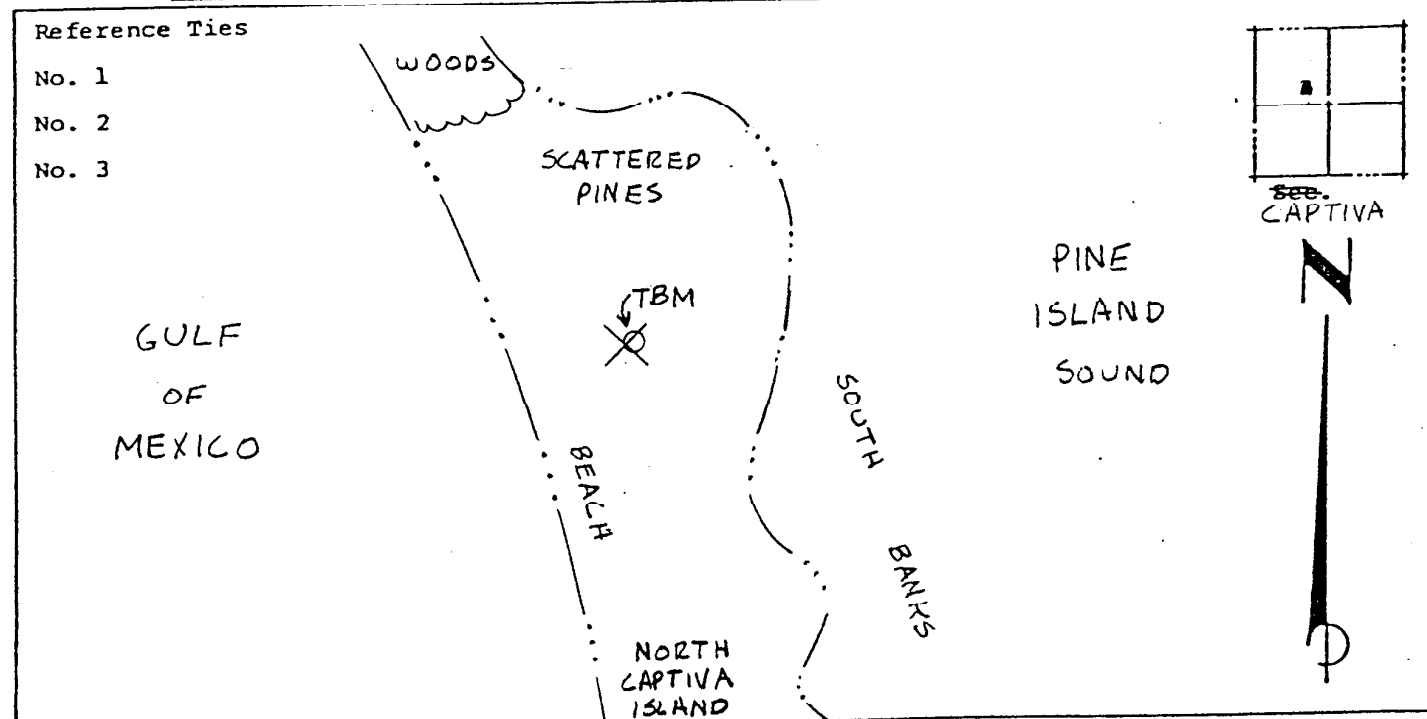 Reference Ties
No. 1
No. 2
No. 3
WOODS
SCATTERED
PINES
TBM
GULF
OF
MEXICO
BEACH
SOUTH
BANKS
NORTH
CAPTIVA
ISLAND
PINE
ISLAND
SOUND
Sec.
CAPTIVA
N